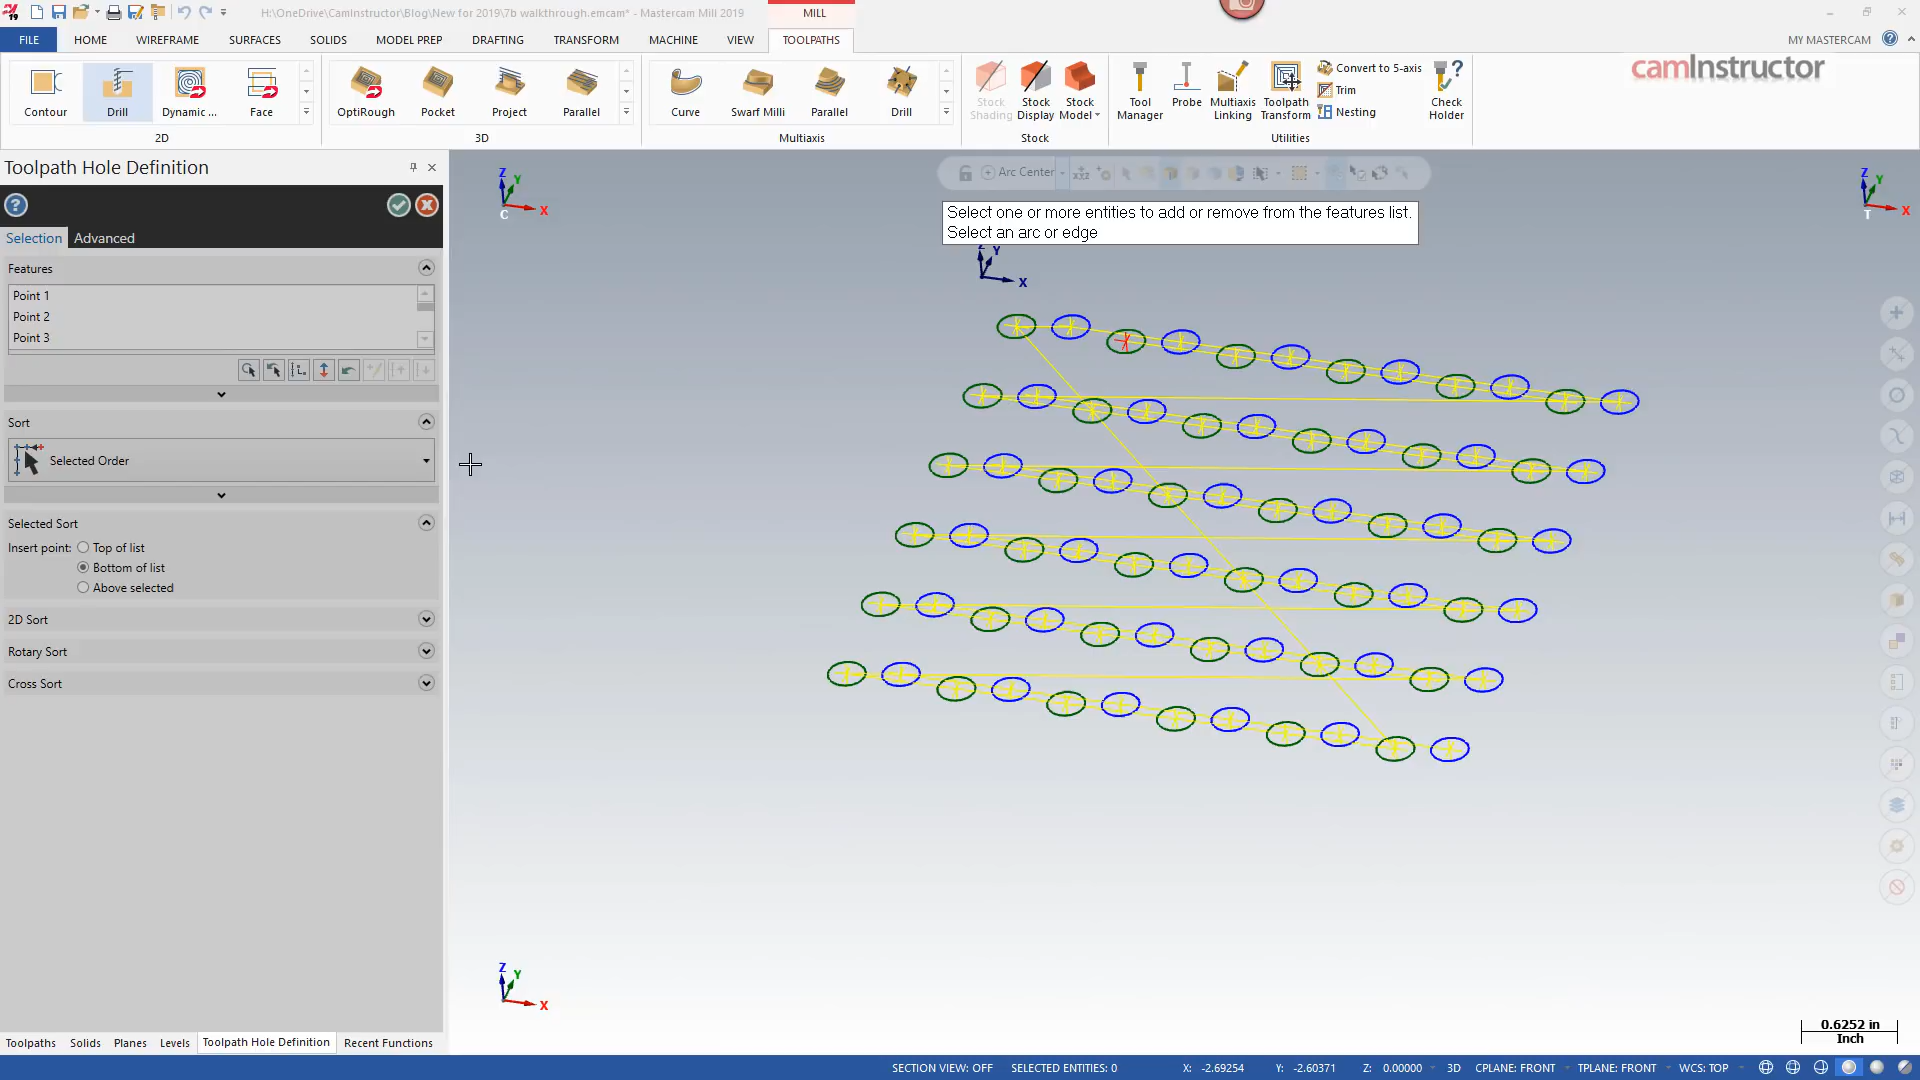 H:\OneDrive\CamInstructor\Blog\New for 2019\7b walkthrough.emcam* - Mastercam Mill 2019
MILL
FILE HOME WIREFRAME SURFACES SOLIDS MODEL PREP DRAFTING TRANSFORM MACHINE VIEW TOOLPATHS MY MASTERCAM
Contour Drill Dynamic ... Face
2D
OptiRough Pocket Project Parallel
3D
Curve Swarf Milli Parallel Drill
Multiaxis
Stock Shading Stock Display Stock Model
Stock
Tool Manager Probe Multiaxis Linking Toolpath Transform
Convert to 5-axis
Trim
Nesting
Check Holder
Utilities
camInstructor
Toolpath Hole Definition
Selection Advanced
Features
Point 1
Point 2
Point 3
Sort
Selected Order
Selected Sort
Insert point: Top of list
Bottom of list
Above selected
2D Sort
Rotary Sort
Cross Sort
Arc Center
Select one or more entities to add or remove from the features list.
Select an arc or edge
Z Y X C
Z Y X T
Z Y X
Z Y X
0.6252 in
Inch
Toolpaths Solids Planes Levels Toolpath Hole Definition Recent Functions
SECTION VIEW: OFF SELECTED ENTITIES: 0 X: -2.69254 Y: -2.60371 Z: 0.00000 3D CPLANE: FRONT TPLANE: FRONT WCS: TOP